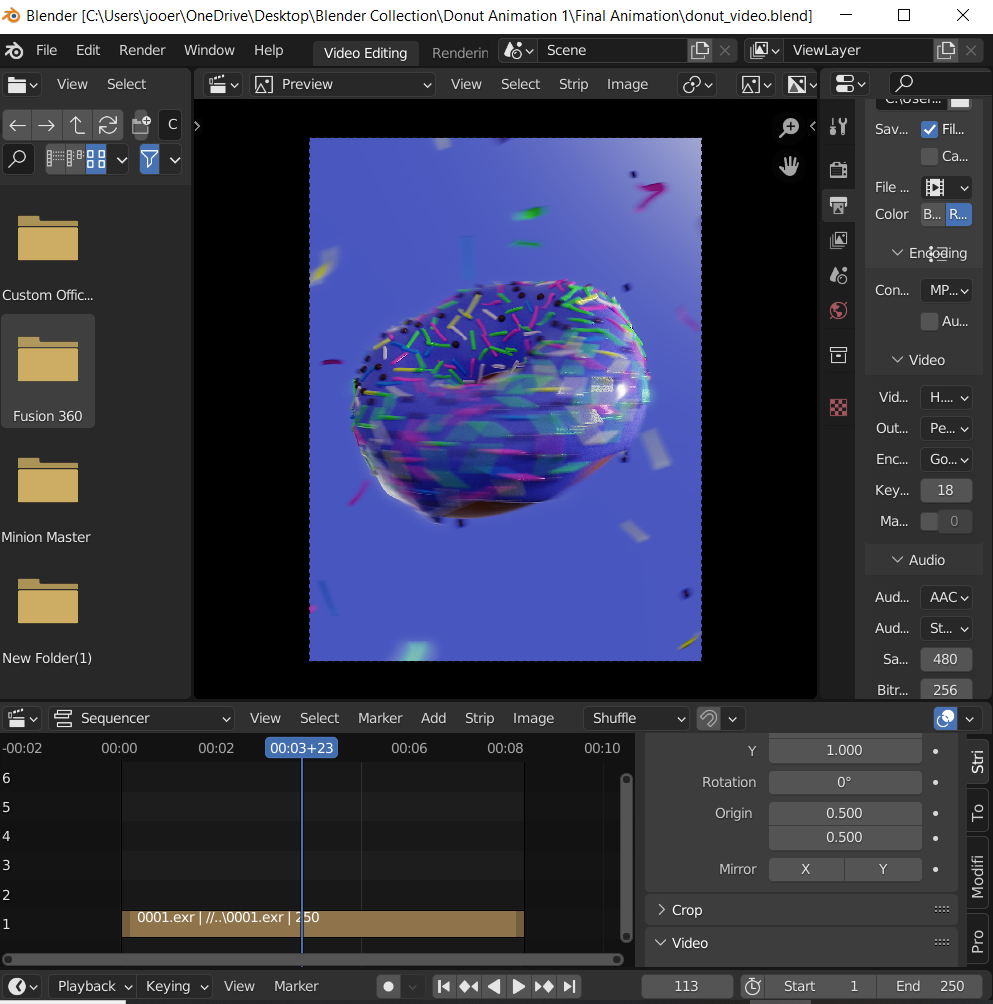 Blender [C:\Users\jooer\OneDrive\Desktop\Blender Collection\Donut Animation 1\Final Animation\donut_video.blend]
File Edit Render Window Help Video Editing Renderin Scene ViewLayer
View Select Preview View Select Strip Image
C
C:\User...
Sav... Fil...
Ca...
File ...
Color B... R...
Encoding
Con... MP...
Au...
Video
Vid... H....
Out... Pe...
Enc... Go...
Key... 18
Ma... 0
Audio
Aud... AAC
Aud... St...
Sa... 480
Bitr... 256
Custom Offic...
Fusion 360
Minion Master
New Folder(1)
Sequencer View Select Marker Add Strip Image Shuffle
-00:02 00:00 00:02 00:03+23 00:06 00:08 00:10
6
5
4
3
2
1
0001.exr | //..\0001.exr | 250
Y 1.000
Rotation 0°
Origin 0.500
0.500
Mirror X Y
Crop
Video
Stri
To
Modifi
Pro
Playback Keying View Marker 113 Start 1 End 250